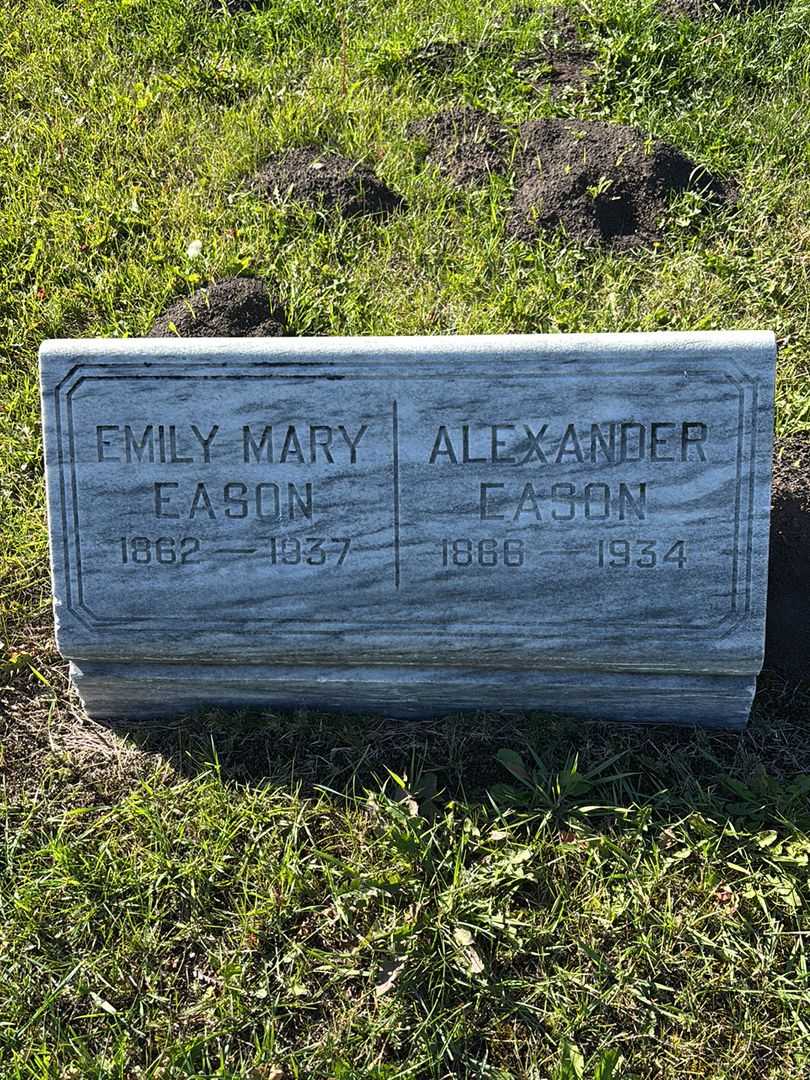 EMILY MARY
EASON
1862 — 1937
ALEXANDER
EASON
1866 — 1934